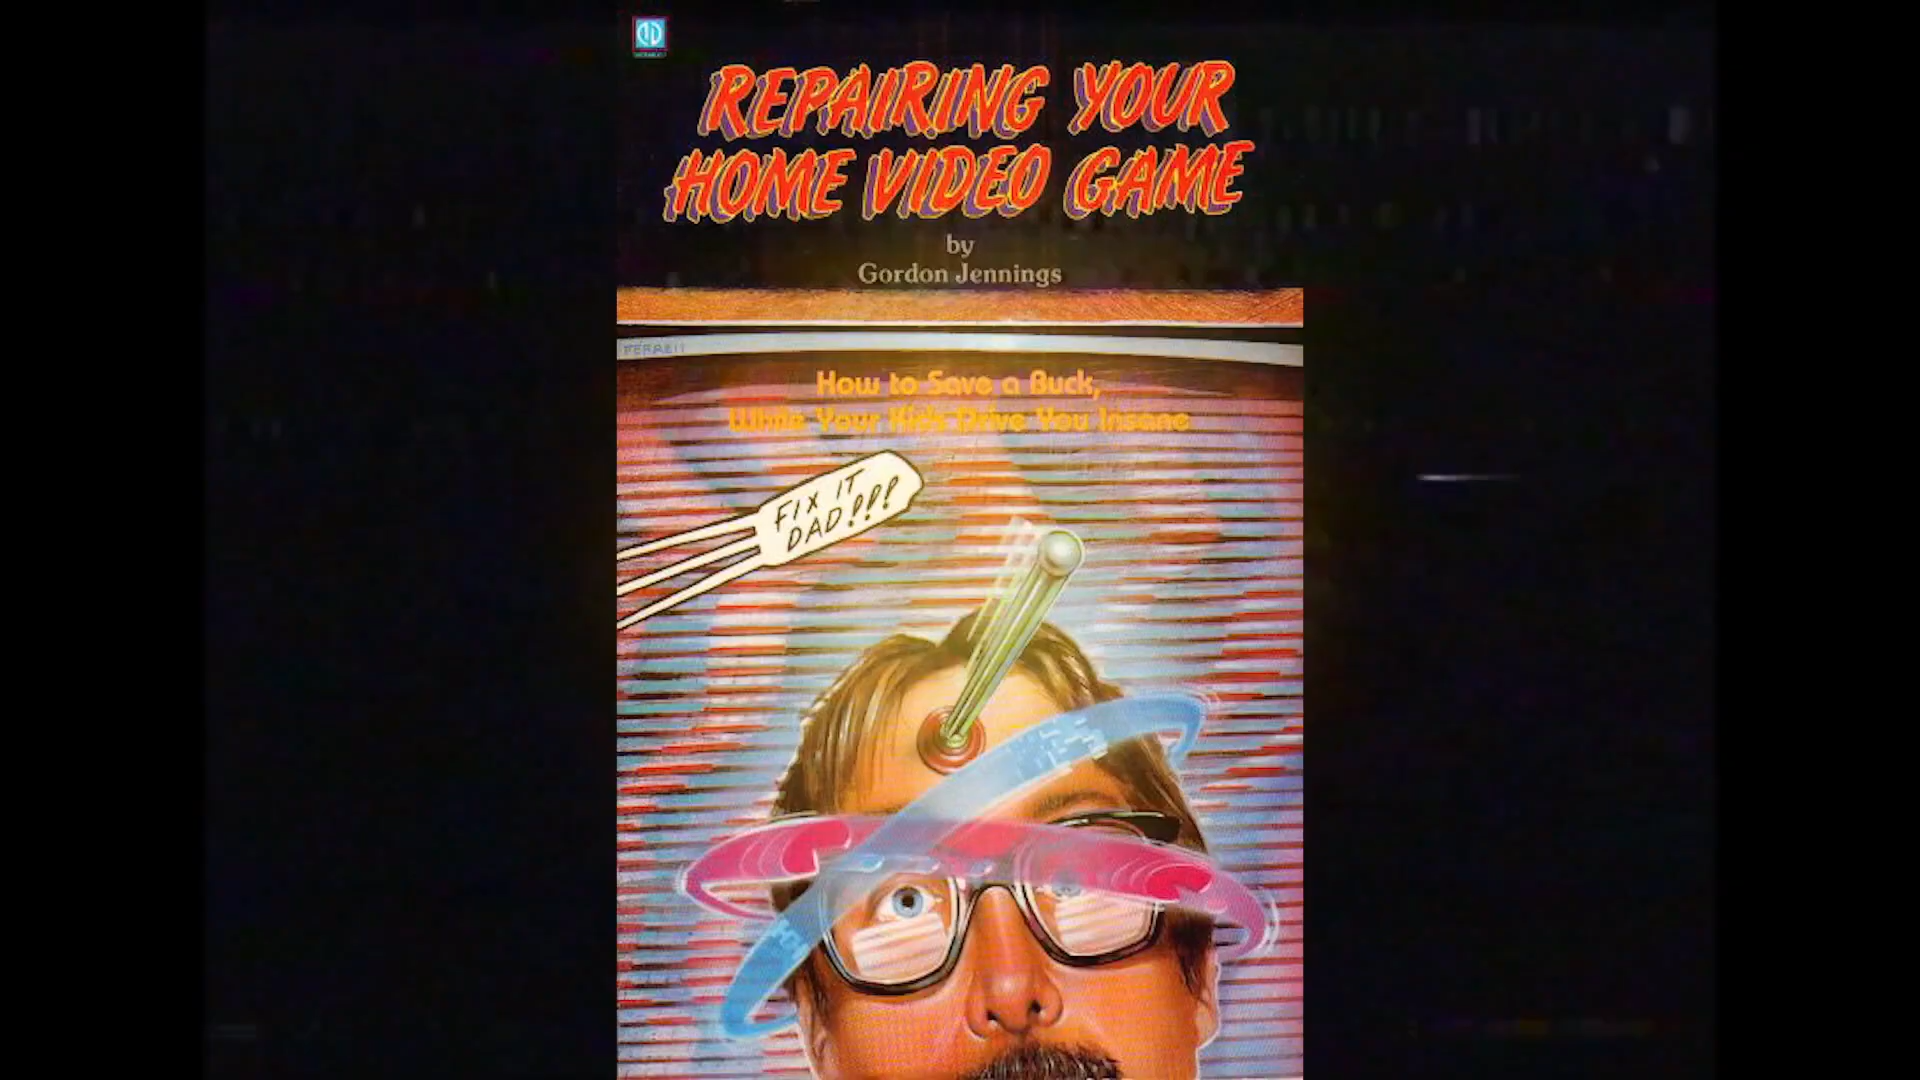 REPAIRING YOUR
HOME VIDEO GAME
by
Gordon Jennings
How to Save a Buck,
While Your Kids Drive You Insane
FIX IT
DAD!!!